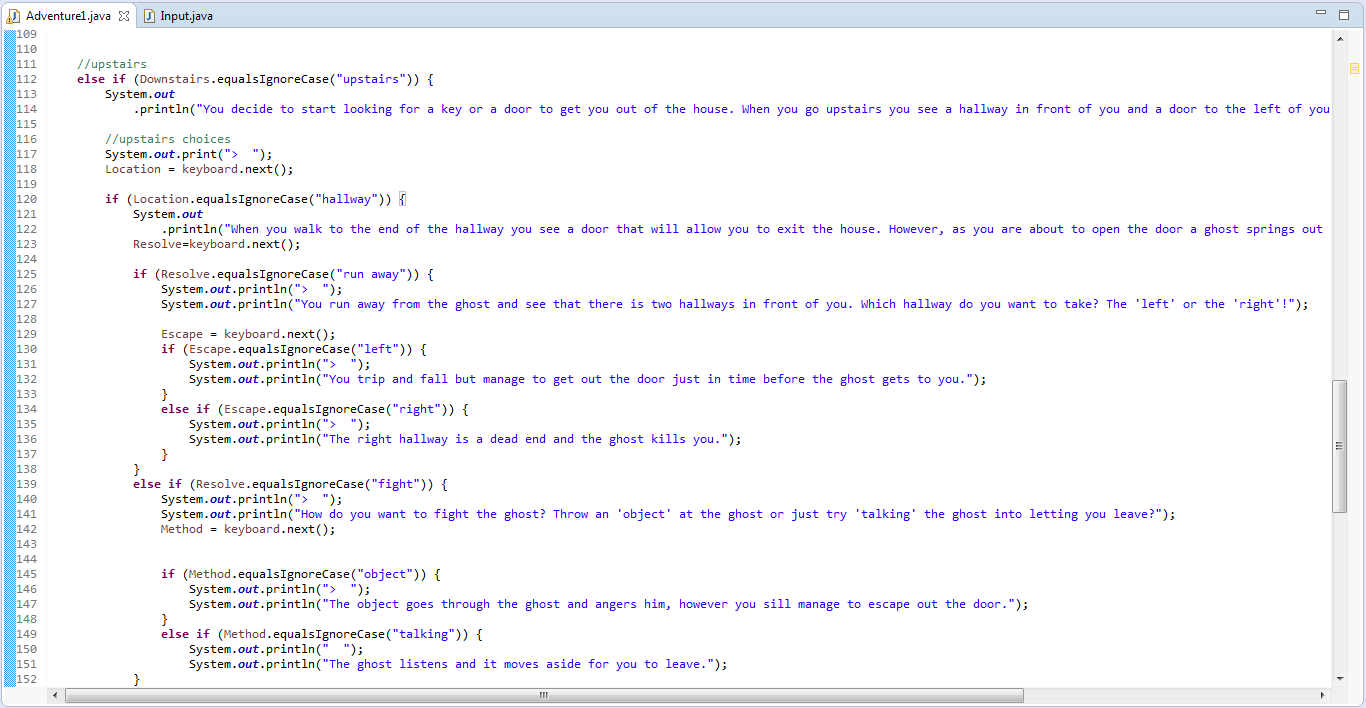 Adventure1.java Input.java
109
110
111 //upstairs
112 else if (Downstairs.equalsIgnoreCase("upstairs")) {
113 System.out
114 .println("You decide to start looking for a key or a door to get you out of the house. When you go upstairs you see a hallway in front of you and a door to the left of you
115
116 //upstairs choices
117 System.out.print(">  ");
118 Location = keyboard.next();
119
120 if (Location.equalsIgnoreCase("hallway")) {
121 System.out
122 .println("When you walk to the end of the hallway you see a door that will allow you to exit the house. However, as you are about to open the door a ghost springs out
123 Resolve=keyboard.next();
124
125 if (Resolve.equalsIgnoreCase("run away")) {
126 System.out.println(">  ");
127 System.out.println("You run away from the ghost and see that there is two hallways in front of you. Which hallway do you want to take? The 'left' or the 'right'!");
128
129 Escape = keyboard.next();
130 if (Escape.equalsIgnoreCase("left")) {
131 System.out.println(">  ");
132 System.out.println("You trip and fall but manage to get out the door just in time before the ghost gets to you.");
133 }
134 else if (Escape.equalsIgnoreCase("right")) {
135 System.out.println(">  ");
136 System.out.println("The right hallway is a dead end and the ghost kills you.");
137 }
138 }
139 else if (Resolve.equalsIgnoreCase("fight")) {
140 System.out.println(">  ");
141 System.out.println("How do you want to fight the ghost? Throw an 'object' at the ghost or just try 'talking' the ghost into letting you leave?");
142 Method = keyboard.next();
143
144
145 if (Method.equalsIgnoreCase("object")) {
146 System.out.println(">  ");
147 System.out.println("The object goes through the ghost and angers him, however you sill manage to escape out the door.");
148 }
149 else if (Method.equalsIgnoreCase("talking")) {
150 System.out.println("  ");
151 System.out.println("The ghost listens and it moves aside for you to leave.");
152 }